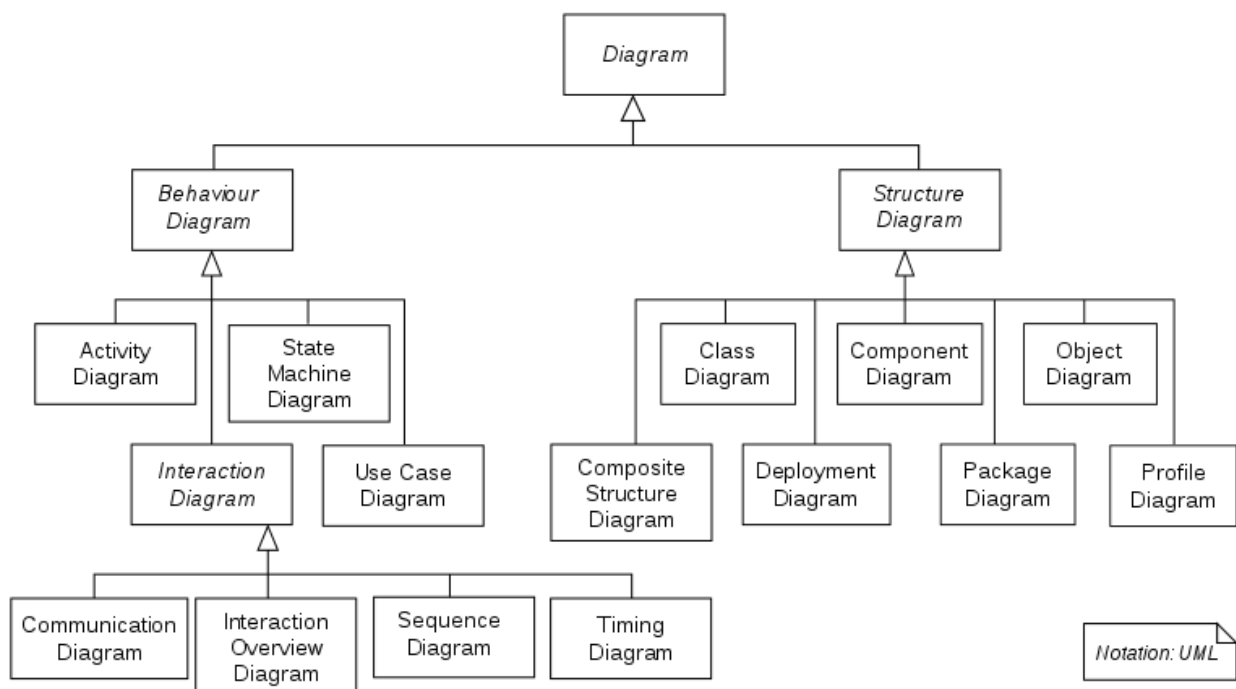 Diagram
Behaviour
Diagram
Structure
Diagram
Activity
Diagram
State
Machine
Diagram
Class
Diagram
Component
Diagram
Object
Diagram
Interaction
Diagram
Use Case
Diagram
Composite
Structure
Diagram
Deployment
Diagram
Package
Diagram
Profile
Diagram
Communication
Diagram
Interaction
Overview
Diagram
Sequence
Diagram
Timing
Diagram
Notation: UML